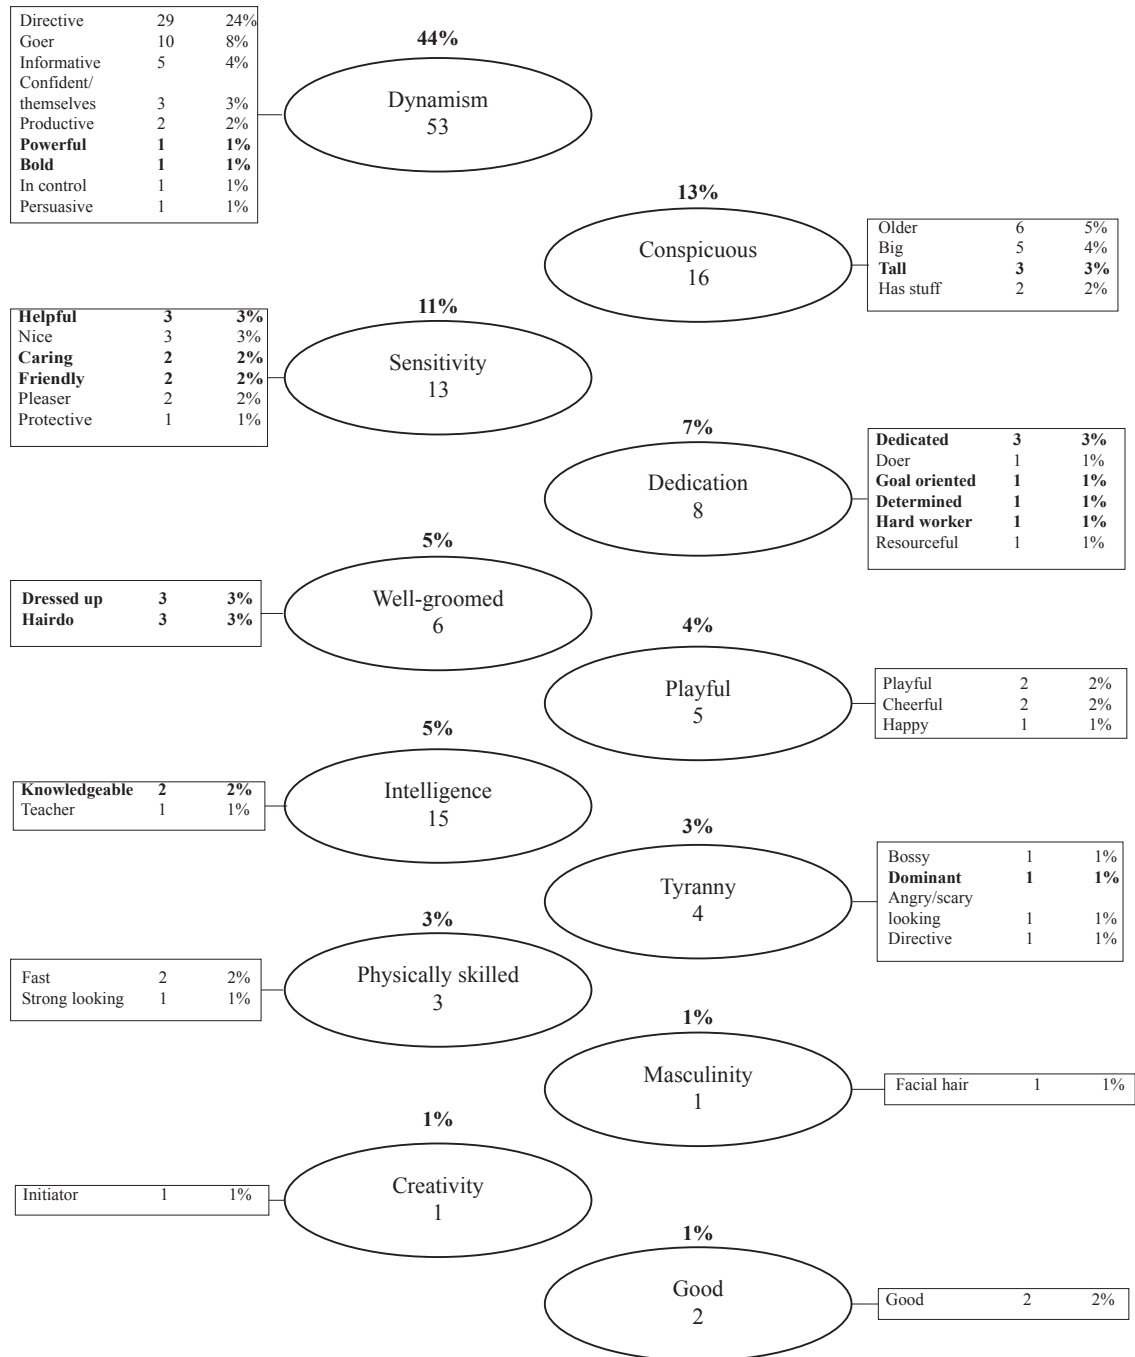 Directive 29 24%
Goer 10 8%
Informative 5 4%
Confident/
themselves 3 3%
Productive 2 2%
Powerful 1 1%
Bold 1 1%
In control 1 1%
Persuasive 1 1%
44%
Dynamism
53
13%
Conspicuous
16
Older 6 5%
Big 5 4%
Tall 3 3%
Has stuff 2 2%
Helpful 3 3%
Nice 3 3%
Caring 2 2%
Friendly 2 2%
Pleaser 2 2%
Protective 1 1%
11%
Sensitivity
13
7%
Dedication
8
Dedicated 3 3%
Doer 1 1%
Goal oriented 1 1%
Determined 1 1%
Hard worker 1 1%
Resourceful 1 1%
Dressed up 3 3%
Hairdo 3 3%
5%
Well-groomed
6
4%
Playful
5
Playful 2 2%
Cheerful 2 2%
Happy 1 1%
Knowledgeable 2 2%
Teacher 1 1%
5%
Intelligence
15
3%
Tyranny
4
Bossy 1 1%
Dominant 1 1%
Angry/scary
looking 1 1%
Directive 1 1%
Fast 2 2%
Strong looking 1 1%
3%
Physically skilled
3
1%
Masculinity
1
Facial hair 1 1%
Initiator 1 1%
1%
Creativity
1
1%
Good
2
Good 2 2%